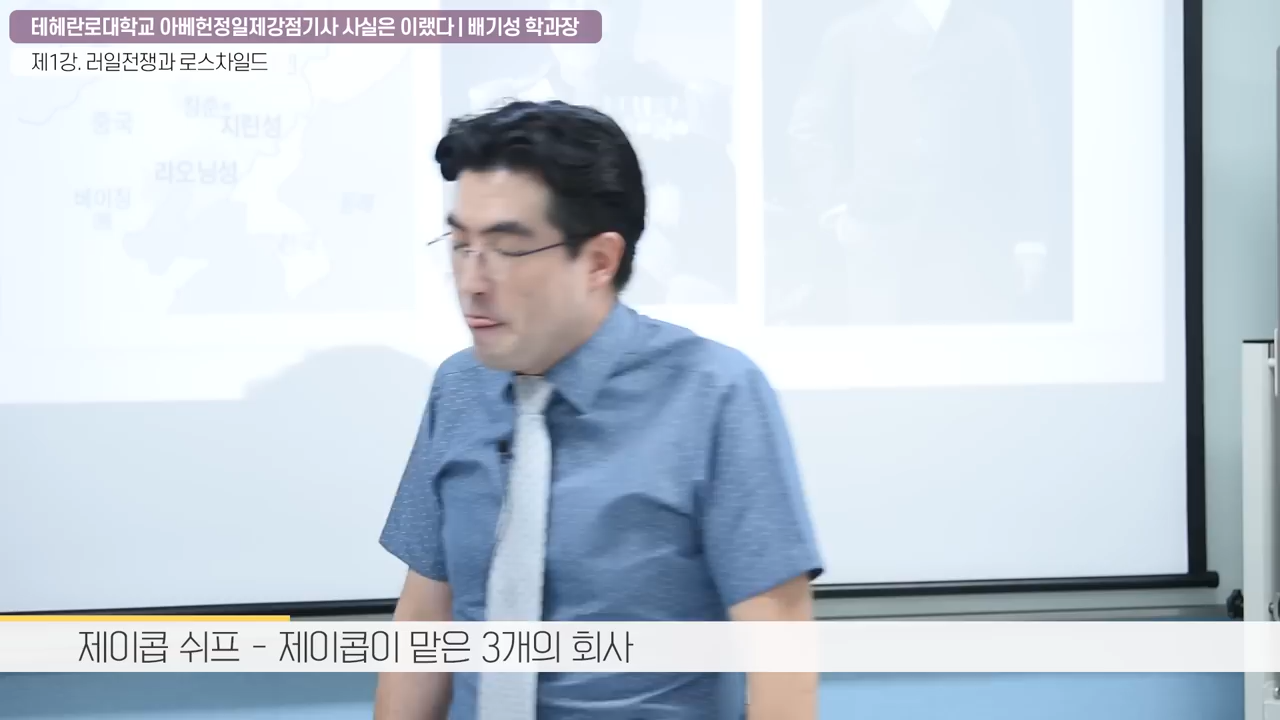 테헤란로대학교 아베헌정일제강점기사 사실은 이랬다 | 배기성 학과장
제1강. 러일전쟁과 로스차일드
중국
지린성
랴오닝성
베이징
제이콥 쉬프 - 제이콥이 맡은 3개의 회사